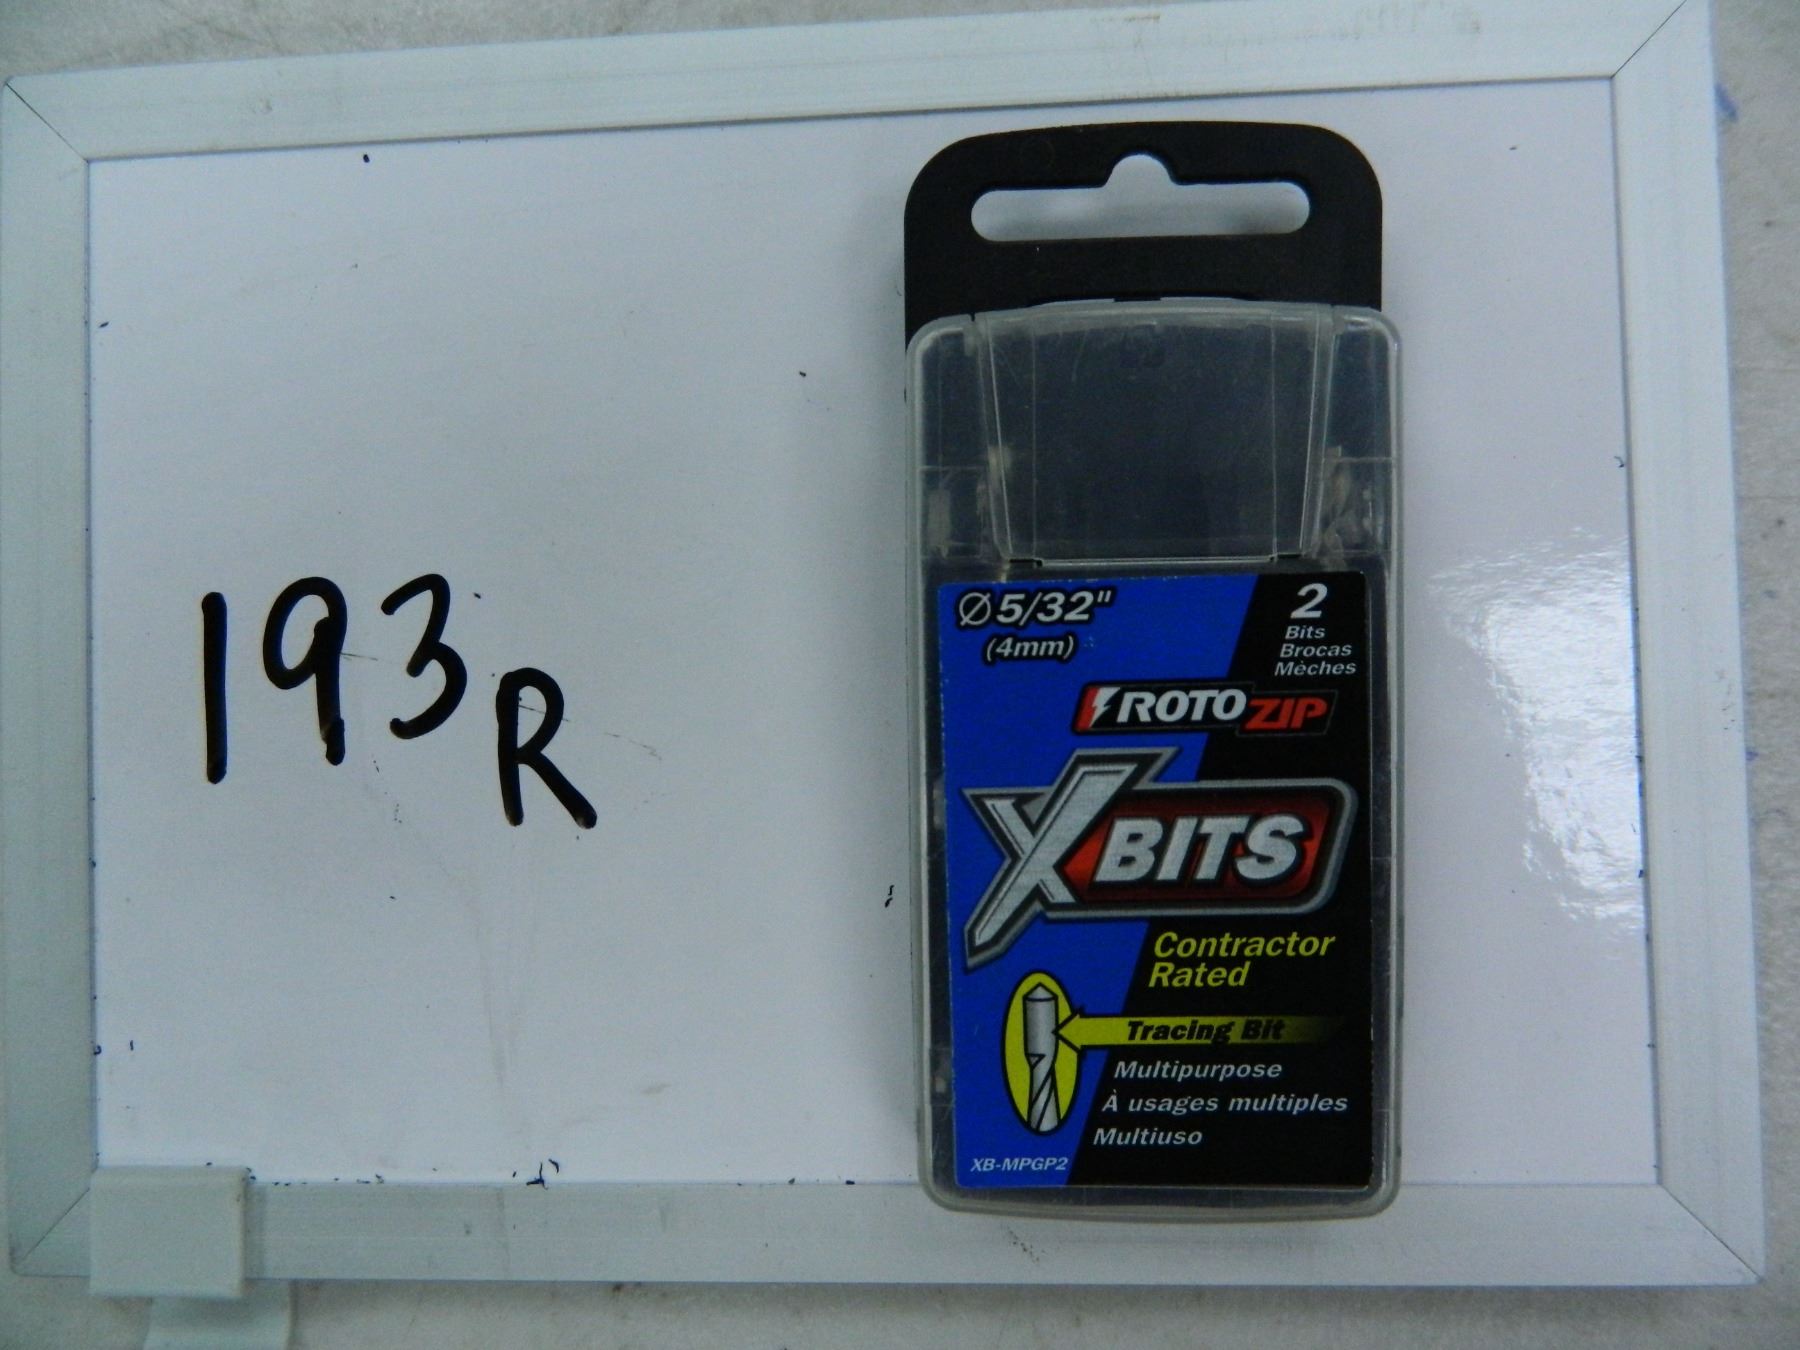 193R
Ø 5/32"
(4mm)
2
Bits
Brocas
Mèches
ROTOZIP
XBITS
Contractor
Rated
Tracing Bit
Multipurpose
À usages multiples
Multiuso
XB-MPGP2